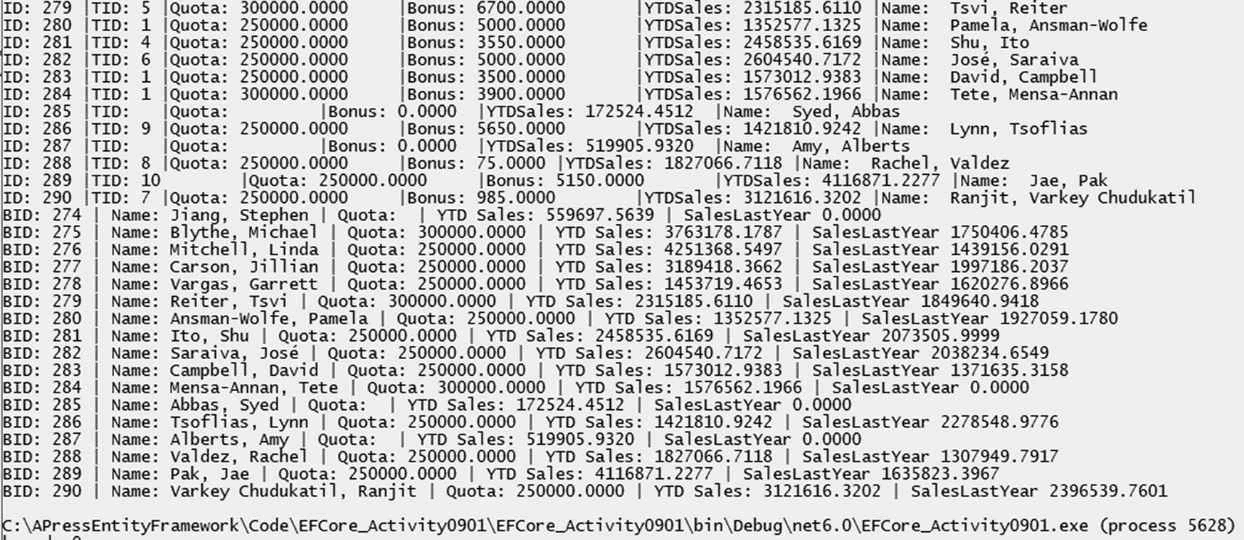 ID: 279 |TID: 5 |Quota: 300000.0000 |Bonus: 6700.0000 |YTDSales: 2315185.6110 |Name: Tsvi, Reiter
ID: 280 |TID: 1 |Quota: 250000.0000 |Bonus: 5000.0000 |YTDSales: 1352577.1325 |Name: Pamela, Ansman-Wolfe
ID: 281 |TID: 4 |Quota: 250000.0000 |Bonus: 3550.0000 |YTDSales: 2458535.6169 |Name: Shu, Ito
ID: 282 |TID: 6 |Quota: 250000.0000 |Bonus: 5000.0000 |YTDSales: 2604540.7172 |Name: José, Saraiva
ID: 283 |TID: 1 |Quota: 250000.0000 |Bonus: 3500.0000 |YTDSales: 1573012.9383 |Name: David, Campbell
ID: 284 |TID: 1 |Quota: 300000.0000 |Bonus: 3900.0000 |YTDSales: 1576562.1966 |Name: Tete, Mensa-Annan
ID: 285 |TID: |Quota: |Bonus: 0.0000 |YTDSales: 172524.4512 |Name: Syed, Abbas
ID: 286 |TID: 9 |Quota: 250000.0000 |Bonus: 5650.0000 |YTDSales: 1421810.9242 |Name: Lynn, Tsoflias
ID: 287 |TID: |Quota: |Bonus: 0.0000 |YTDSales: 519905.9320 |Name: Amy, Alberts
ID: 288 |TID: 8 |Quota: 250000.0000 |Bonus: 75.0000 |YTDSales: 1827066.7118 |Name: Rachel, Valdez
ID: 289 |TID: 10 |Quota: 250000.0000 |Bonus: 5150.0000 |YTDSales: 4116871.2277 |Name: Jae, Pak
ID: 290 |TID: 7 |Quota: 250000.0000 |Bonus: 985.0000 |YTDSales: 3121616.3202 |Name: Ranjit, Varkey Chudukatil
BID: 274 | Name: Jiang, Stephen | Quota: | YTD Sales: 559697.5639 | SalesLastYear 0.0000
BID: 275 | Name: Blythe, Michael | Quota: 300000.0000 | YTD Sales: 3763178.1787 | SalesLastYear 1750406.4785
BID: 276 | Name: Mitchell, Linda | Quota: 250000.0000 | YTD Sales: 4251368.5497 | SalesLastYear 1439156.0291
BID: 277 | Name: Carson, Jillian | Quota: 250000.0000 | YTD Sales: 3189418.3662 | SalesLastYear 1997186.2037
BID: 278 | Name: Vargas, Garrett | Quota: 250000.0000 | YTD Sales: 1453719.4653 | SalesLastYear 1620276.8966
BID: 279 | Name: Reiter, Tsvi | Quota: 300000.0000 | YTD Sales: 2315185.6110 | SalesLastYear 1849640.9418
BID: 280 | Name: Ansman-Wolfe, Pamela | Quota: 250000.0000 | YTD Sales: 1352577.1325 | SalesLastYear 1927059.1780
BID: 281 | Name: Ito, Shu | Quota: 250000.0000 | YTD Sales: 2458535.6169 | SalesLastYear 2073505.9999
BID: 282 | Name: Saraiva, José | Quota: 250000.0000 | YTD Sales: 2604540.7172 | SalesLastYear 2038234.6549
BID: 283 | Name: Campbell, David | Quota: 250000.0000 | YTD Sales: 1573012.9383 | SalesLastYear 1371635.3158
BID: 284 | Name: Mensa-Annan, Tete | Quota: 300000.0000 | YTD Sales: 1576562.1966 | SalesLastYear 0.0000
BID: 285 | Name: Abbas, Syed | Quota: | YTD Sales: 172524.4512 | SalesLastYear 0.0000
BID: 286 | Name: Tsoflias, Lynn | Quota: 250000.0000 | YTD Sales: 1421810.9242 | SalesLastYear 2278548.9776
BID: 287 | Name: Alberts, Amy | Quota: | YTD Sales: 519905.9320 | SalesLastYear 0.0000
BID: 288 | Name: Valdez, Rachel | Quota: 250000.0000 | YTD Sales: 1827066.7118 | SalesLastYear 1307949.7917
BID: 289 | Name: Pak, Jae | Quota: 250000.0000 | YTD Sales: 4116871.2277 | SalesLastYear 1635823.3967
BID: 290 | Name: Varkey Chudukatil, Ranjit | Quota: 250000.0000 | YTD Sales: 3121616.3202 | SalesLastYear 2396539.7601
C:\APressEntityFramework\Code\EFCore_Activity0901\EFCore_Activity0901\bin\Debug\net6.0\EFCore_Activity0901.exe (process 5628)